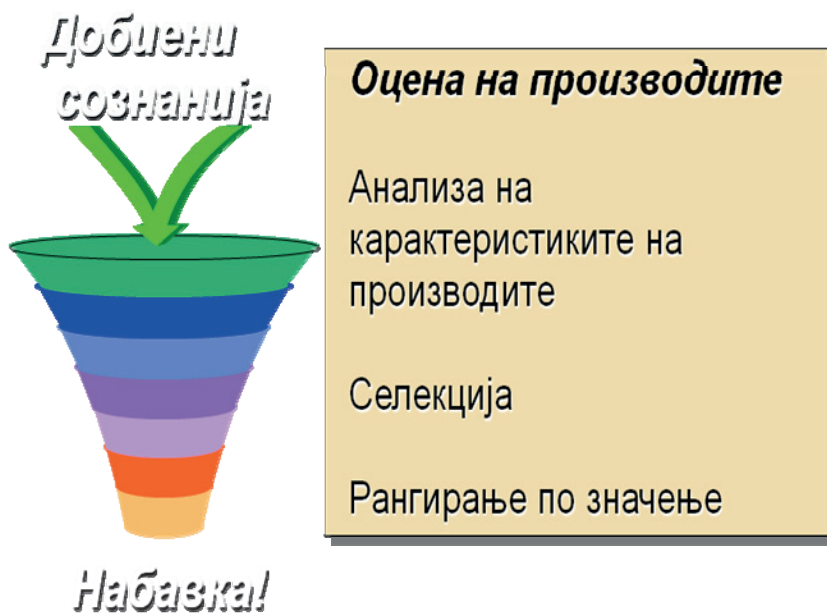 Добиени
сознанија
Оцена на производите
Анализа на
карактеристиките на
производите
Селекција
Рангирање по значење
Набавка!